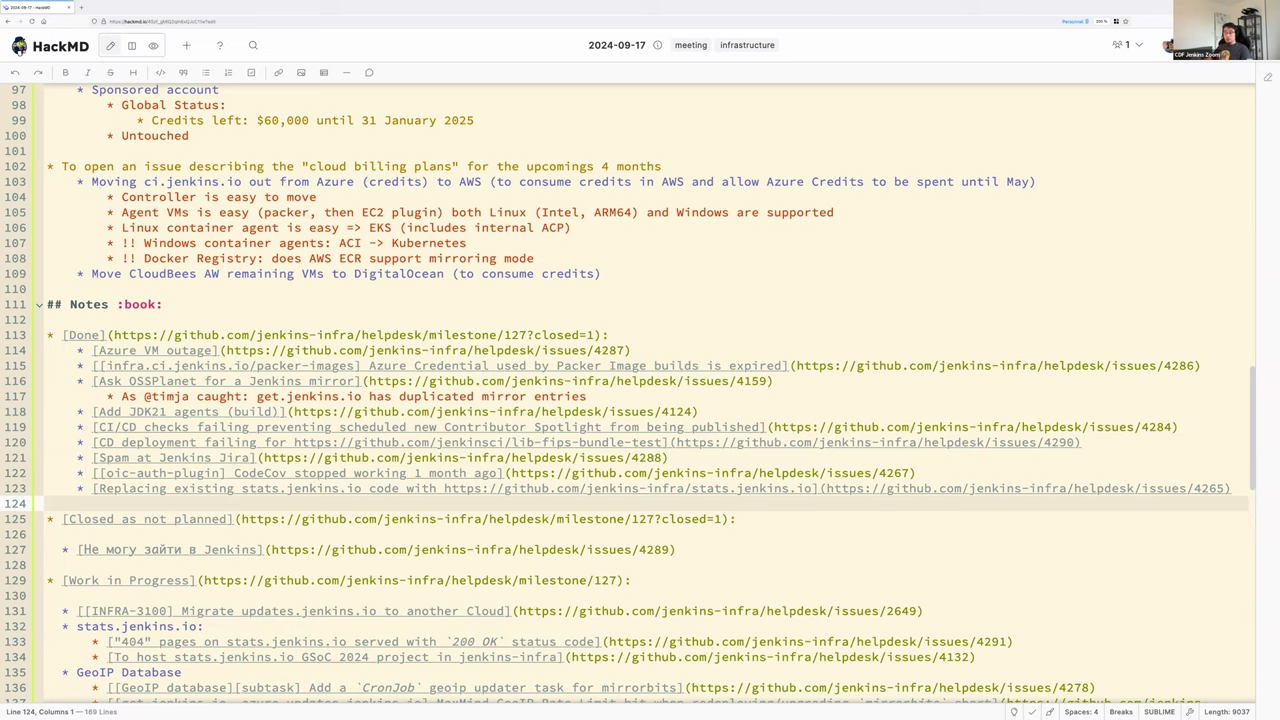 2024-09-17 - HackMD
Personal
200 %
HackMD
2024-09-17
meeting
infrastructure
1
CDF Jenkins Zoom
97 * Sponsored account
98 * Global Status:
99 * Credits left: $60,000 until 31 January 2025
100 * Untouched
101
102 * To open an issue describing the "cloud billing plans" for the upcomings 4 months
103 * Moving ci.jenkins.io out from Azure (credits) to AWS (to consume credits in AWS and allow Azure Credits to be spent until May)
104 * Controller is easy to move
105 * Agent VMs is easy (packer, then EC2 plugin) both Linux (Intel, ARM64) and Windows are supported
106 * Linux container agent is easy => EKS (includes internal ACP)
107 * !! Windows container agents: ACI -> Kubernetes
108 * !! Docker Registry: does AWS ECR support mirroring mode
109 * Move CloudBees AW remaining VMs to DigitalOcean (to consume credits)
110
111 ## Notes :book:
112
113 * [Done](https://github.com/jenkins-infra/helpdesk/milestone/127?closed=1):
114 * [Azure VM outage](https://github.com/jenkins-infra/helpdesk/issues/4287)
115 * [[infra.ci.jenkins.io/packer-images] Azure Credential used by Packer Image builds is expired](https://github.com/jenkins-infra/helpdesk/issues/4286)
116 * [Ask OSSPlanet for a Jenkins mirror](https://github.com/jenkins-infra/helpdesk/issues/4159)
117 * As @timja caught: get.jenkins.io has duplicated mirror entries
118 * [Add JDK21 agents (build)](https://github.com/jenkins-infra/helpdesk/issues/4124)
119 * [CI/CD checks failing preventing scheduled new Contributor Spotlight from being published](https://github.com/jenkins-infra/helpdesk/issues/4284)
120 * [CD deployment failing for https://github.com/jenkinsci/lib-fips-bundle-test](https://github.com/jenkins-infra/helpdesk/issues/4290)
121 * [Spam at Jenkins Jira](https://github.com/jenkins-infra/helpdesk/issues/4288)
122 * [[oic-auth-plugin] CodeCov stopped working 1 month ago](https://github.com/jenkins-infra/helpdesk/issues/4267)
123 * [Replacing existing stats.jenkins.io code with https://github.com/jenkins-infra/stats.jenkins.io](https://github.com/jenkins-infra/helpdesk/issues/4265)
124
125 * [Closed as not planned](https://github.com/jenkins-infra/helpdesk/milestone/127?closed=1):
126
127 * [Не могу зайти в Jenkins](https://github.com/jenkins-infra/helpdesk/issues/4289)
128
129 * [Work in Progress](https://github.com/jenkins-infra/helpdesk/milestone/127):
130
131 * [[INFRA-3100] Migrate updates.jenkins.io to another Cloud](https://github.com/jenkins-infra/helpdesk/issues/2649)
132 * stats.jenkins.io:
133 * ["404" pages on stats.jenkins.io served with `200 OK` status code](https://github.com/jenkins-infra/helpdesk/issues/4291)
134 * [To host stats.jenkins.io GSoC 2024 project in jenkins-infra](https://github.com/jenkins-infra/helpdesk/issues/4132)
135 * GeoIP Database
136 * [[GeoIP database][subtask] Add a `CronJob` geoip updater task for mirrorbits](https://github.com/jenkins-infra/helpdesk/issues/4278)
Line 124, Columns 1 — 169 Lines
Spaces: 4
Breaks
SUBLIME
Length: 9037